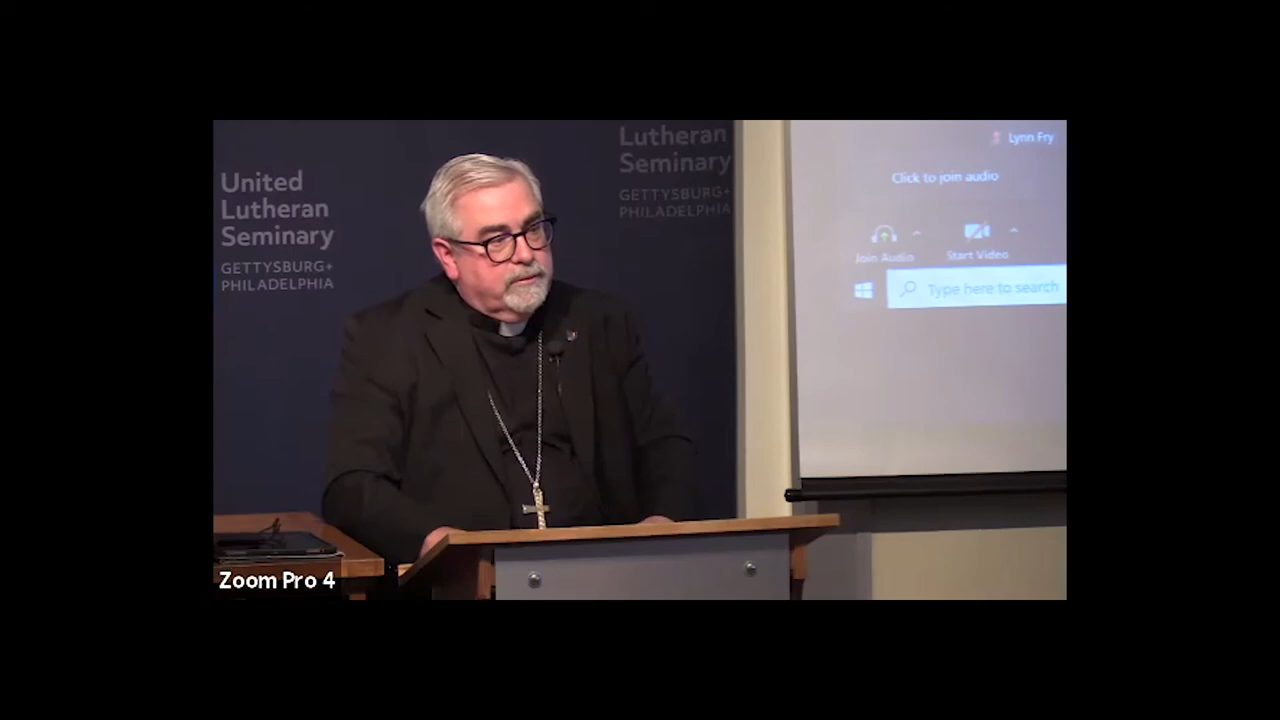 United
Lutheran
Seminary
GETTYSBURG+
PHILADELPHIA
Lutheran
Seminary
GETTYSBURG+
PHILADELPHIA
Lynn Fry
Click to join audio
Join Audio
Start Video
Type here to search
Zoom Pro 4